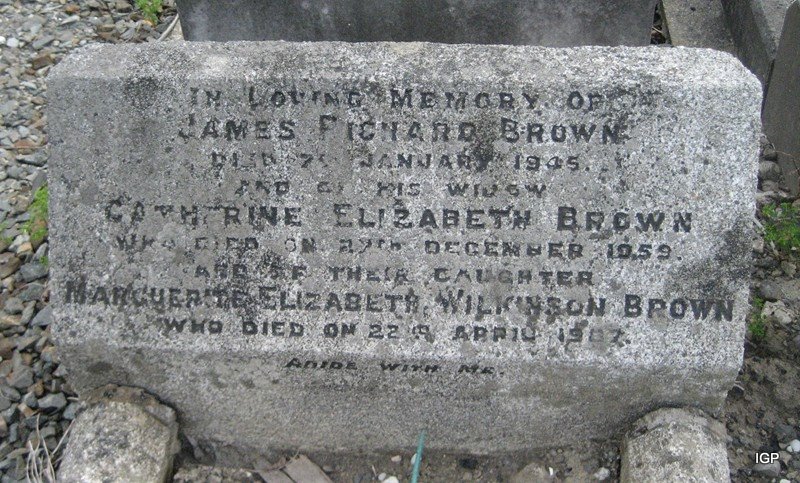 IN LOVING MEMORY OF
JAMES RICHARD BROWN
DIED JANUARY 1945.
AND OF HIS WIDOW
CATHERINE ELIZABETH BROWN
WHO DIED ON 27TH DECEMBER 1959.
AND OF THEIR DAUGHTER
MARGUERITE ELIZABETH WILKINSON BROWN
WHO DIED ON 22ND APRIL
ABIDE WITH ME.
IGP